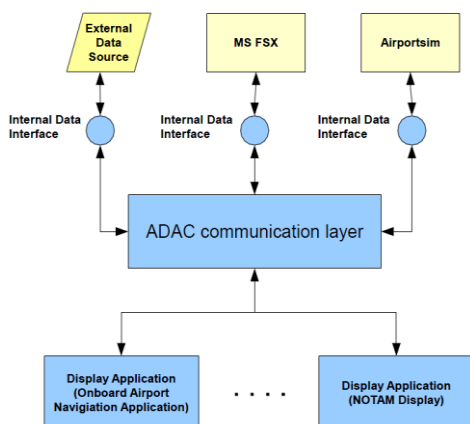 External
Data
Source
MS FSX
Airportsim
Internal Data
Interface
Internal Data
Interface
Internal Data
Interface
ADAC communication layer
Display Application
(Onboard Airport
Navigiation Application)
. . . .
Display Application
(NOTAM Display)